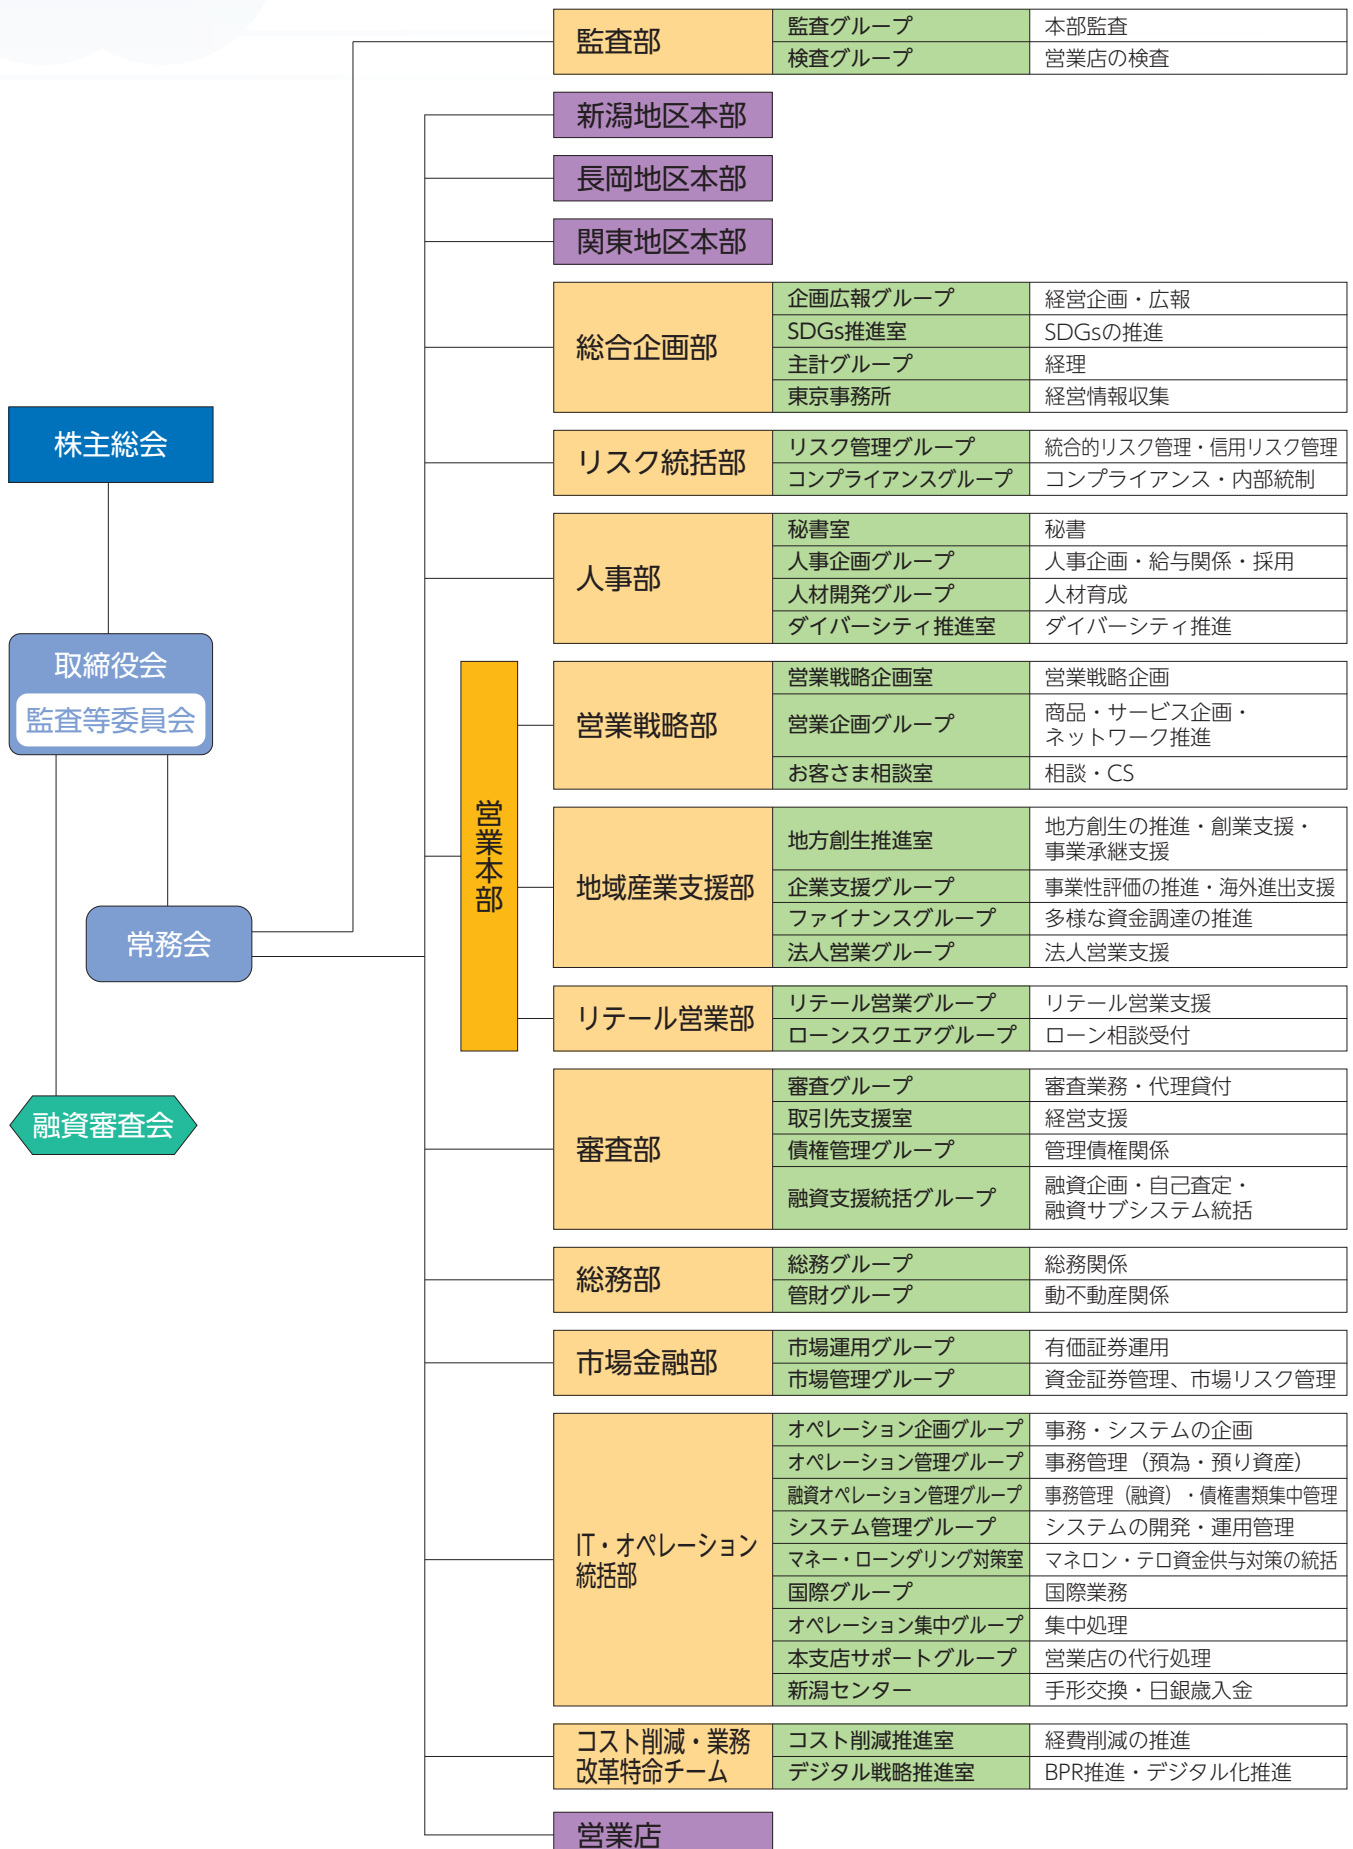 監査部
監査グループ 本部監査
検査グループ 営業店の検査
新潟地区本部
長岡地区本部
関東地区本部
総合企画部
企画広報グループ 経営企画・広報
SDGs推進室 SDGsの推進
主計グループ 経理
東京事務所 経営情報収集
株主総会
取締役会
監査等委員会
常務会
融資審査会
リスク統括部
リスク管理グループ 統合的リスク管理・信用リスク管理
コンプライアンスグループ コンプライアンス・内部統制
人事部
秘書室 秘書
人事企画グループ 人事企画・給与関係・採用
人材開発グループ 人材育成
ダイバーシティ推進室 ダイバーシティ推進
営業本部
営業戦略部
営業戦略企画室 営業戦略企画
営業企画グループ 商品・サービス企画・
ネットワーク推進
お客さま相談室 相談・CS
地域産業支援部
地方創生推進室 地方創生の推進・創業支援・
事業承継支援
企業支援グループ 事業性評価の推進・海外進出支援
ファイナンスグループ 多様な資金調達の推進
法人営業グループ 法人営業支援
リテール営業部
リテール営業グループ リテール営業支援
ローンスクエアグループ ローン相談受付
審査部
審査グループ 審査業務・代理貸付
取引先支援室 経営支援
債権管理グループ 管理債権関係
融資支援統括グループ 融資企画・自己査定・
融資サブシステム統括
総務部
総務グループ 総務関係
管財グループ 動不動産関係
市場金融部
市場運用グループ 有価証券運用
市場管理グループ 資金証券管理、市場リスク管理
IT・オペレーション
統括部
オペレーション企画グループ 事務・システムの企画
オペレーション管理グループ 事務管理（預為・預り資産）
融資オペレーション管理グループ 事務管理（融資）・債権書類集中管理
システム管理グループ システムの開発・運用管理
マネー・ローンダリング対策室 マネロン・テロ資金供与対策の統括
国際グループ 国際業務
オペレーション集中グループ 集中処理
本支店サポートグループ 営業店の代行処理
新潟センター 手形交換・日銀歳入金
コスト削減・業務
改革特命チーム
コスト削減推進室 経費削減の推進
デジタル戦略推進室 BPR推進・デジタル化推進
営業店